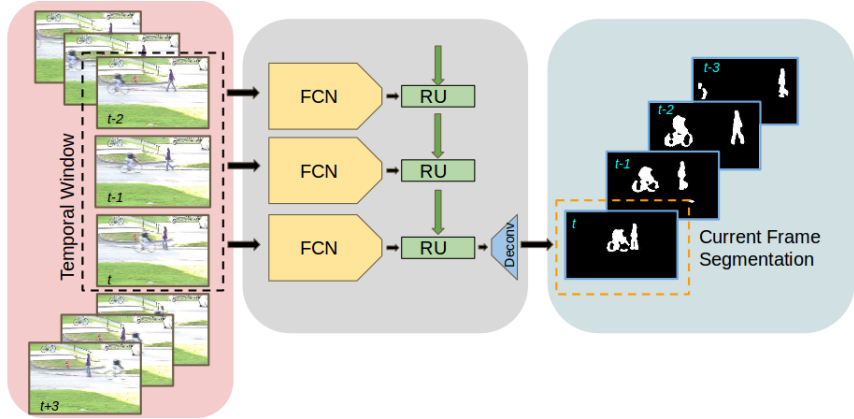 Temporal Window
t-2
t-1
t
t+3
FCN
RU
FCN
RU
FCN
RU
Deconv
t-3
t-2
t-1
t
Current Frame
Segmentation